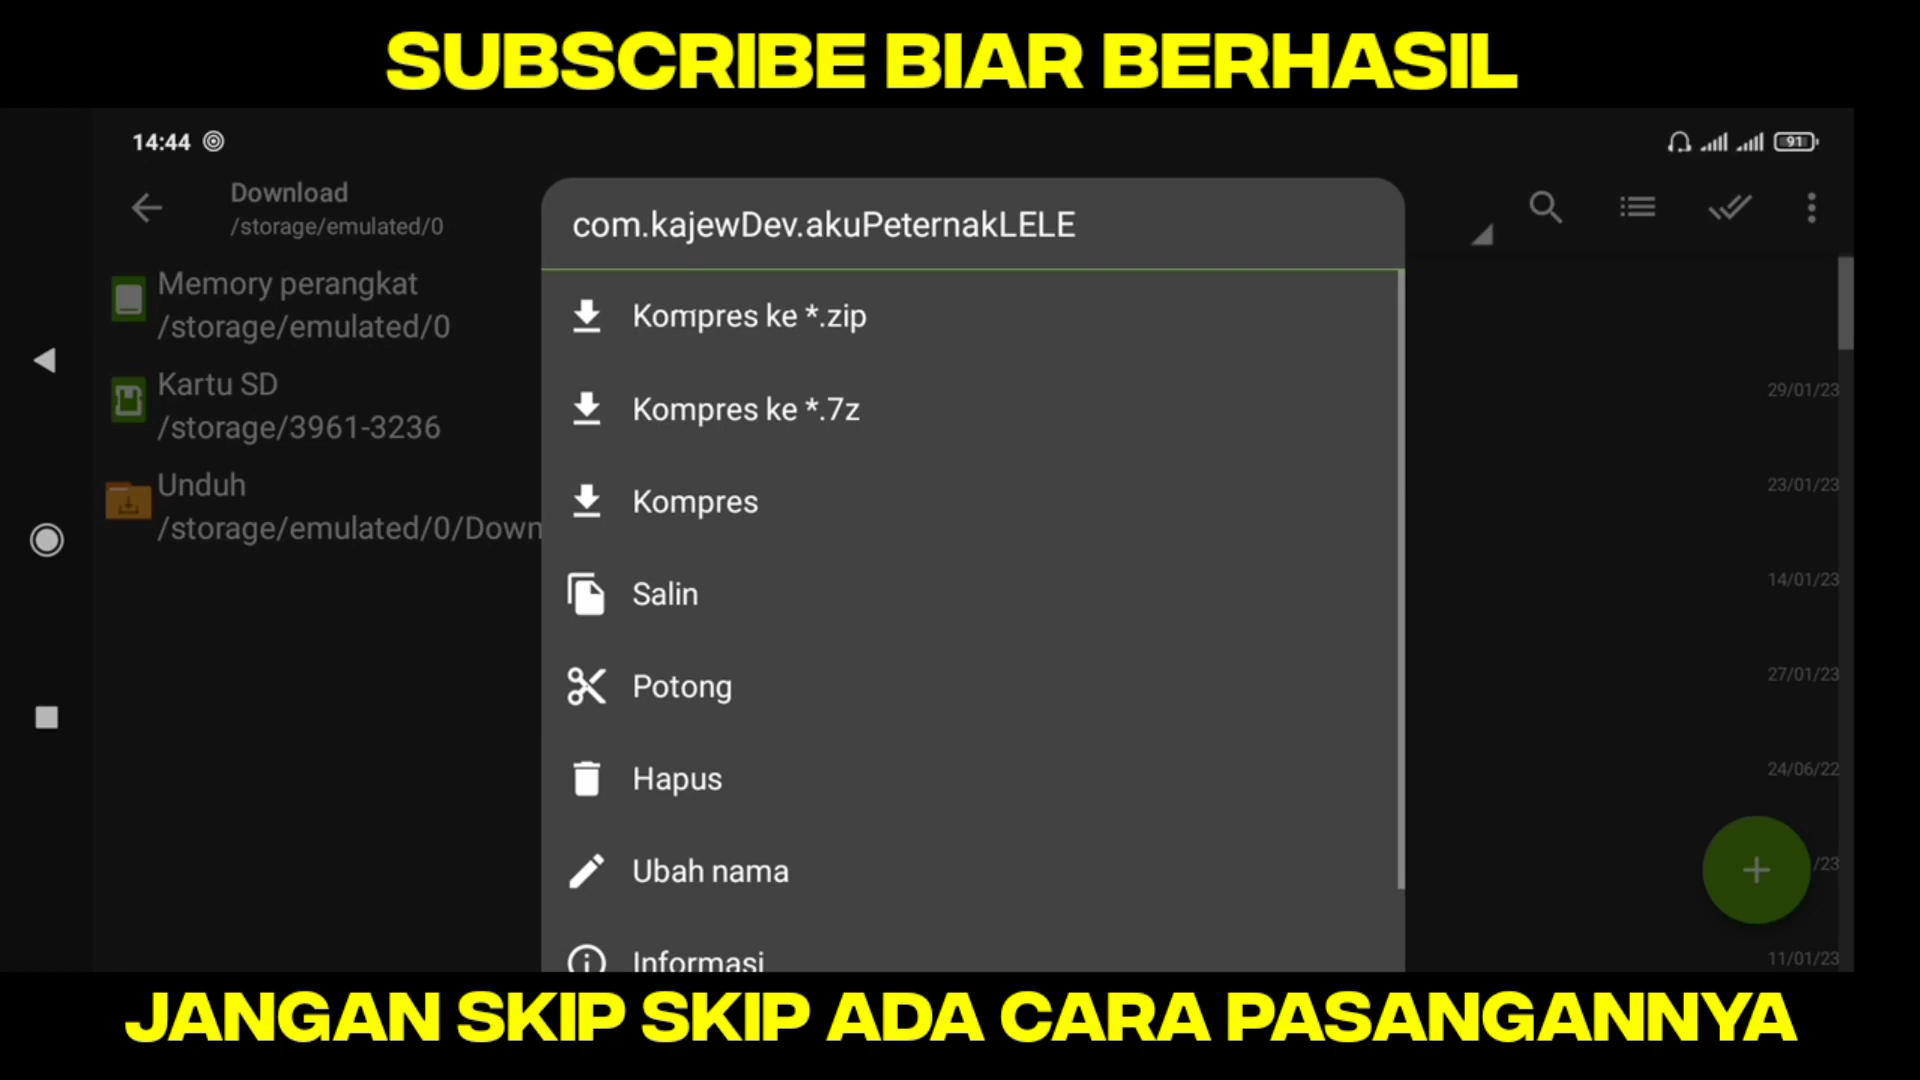 SUBSCRIBE BIAR BERHASIL
14:44
91
Download
/storage/emulated/0
com.kajewDev.akuPeternakLELE
Memory perangkat
/storage/emulated/0
Kartu SD
/storage/3961-3236
Unduh
/storage/emulated/0/Down
Kompres ke *.zip
Kompres ke *.7z
Kompres
Salin
Potong
Hapus
Ubah nama
Informasi
29/01/23
23/01/23
14/01/23
27/01/23
24/06/22
/23
11/01/23
JANGAN SKIP SKIP ADA CARA PASANGANNYA